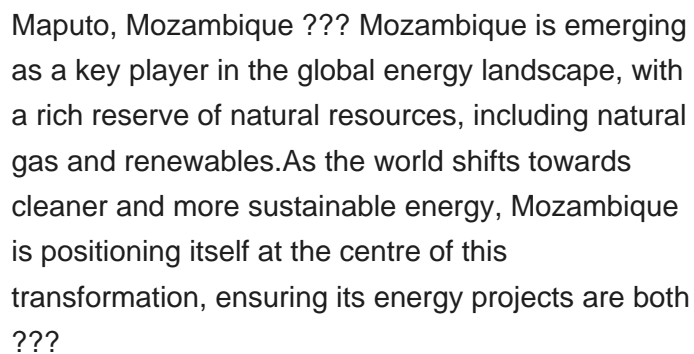 Maputo, Mozambique ??? Mozambique is emerging
as a key player in the global energy landscape, with
a rich reserve of natural resources, including natural
gas and renewables.As the world shifts towards
cleaner and more sustainable energy, Mozambique
is positioning itself at the centre of this
transformation, ensuring its energy projects are both
???